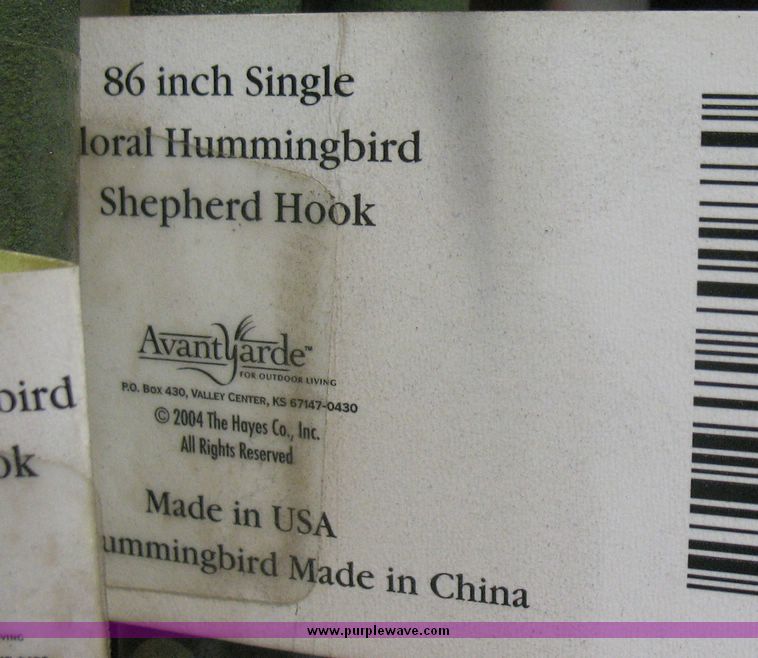 86 inch Single
loral Hummingbird
Shepherd Hook
AvantYarde™
FOR OUTDOOR LIVING
P.O. Box 430, Valley Center, KS 67147-0430
© 2004 The Hayes Co., Inc.
All Rights Reserved
Made in USA
ummingbird Made in China
bird
ok
www.purplewave.com